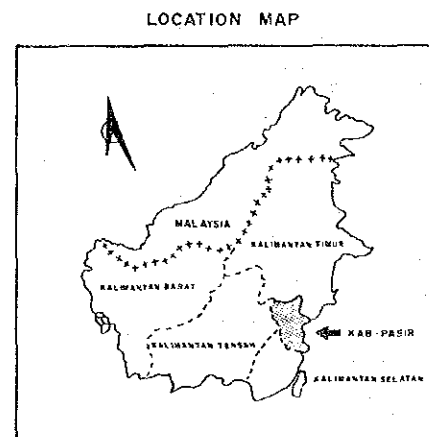 LOCATION MAP
MALAYSIA
KALIMANTAN TIMUR
KALIMANTAN BARAT
KAB-PASIR
KALIMANTAN TENGAH
KALIMANTAN SELATAN